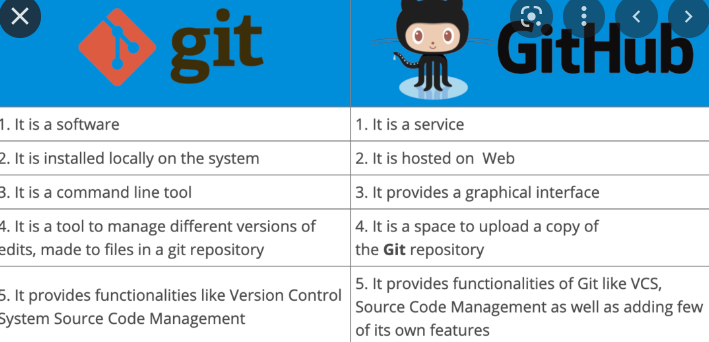 git
GitHub
1. It is a software
1. It is a service
2. It is installed locally on the system
2. It is hosted on Web
3. It is a command line tool
3. It provides a graphical interface
4. It is a tool to manage different versions of
edits, made to files in a git repository
4. It is a space to upload a copy of
the Git repository
5. It provides functionalities like Version Control
System Source Code Management
5. It provides functionalities of Git like VCS,
Source Code Management as well as adding few
of its own features